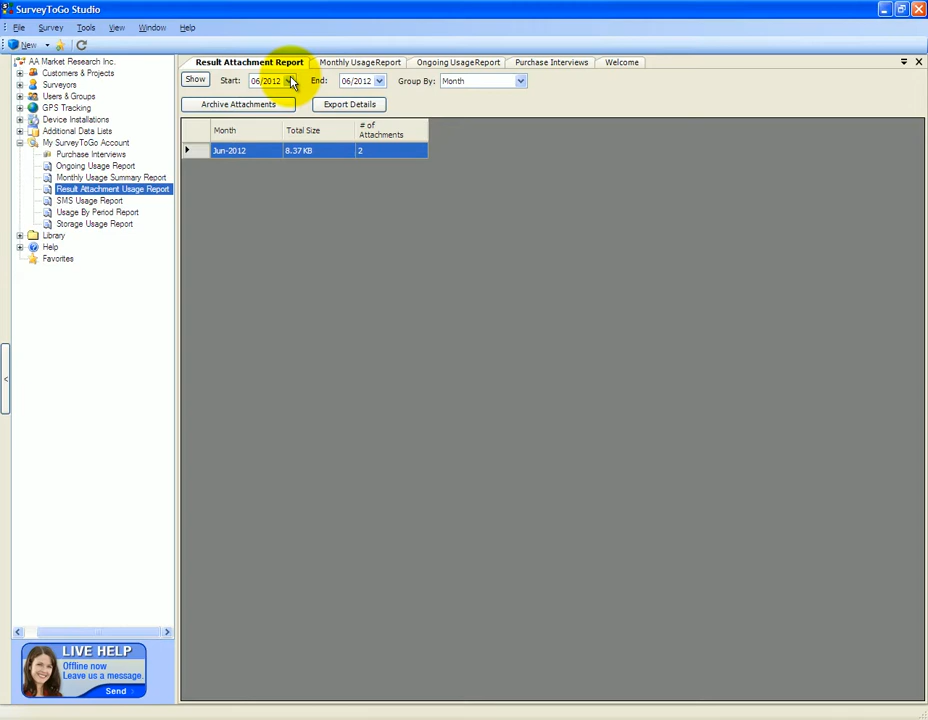 SurveyToGo Studio
File Survey Tools View Window Help
New
AA Market Research Inc.
Customers & Projects
Surveyors
Users & Groups
GPS Tracking
Device Installations
Additional Data Lists
My SurveyToGo Account
Purchase Interviews
Ongoing Usage Report
Monthly Usage Summary Report
Result Attachment Usage Report
SMS Usage Report
Usage By Period Report
Storage Usage Report
Library
Help
Favorites
LIVE HELP
Offline now
Leave us a message.
Send
Result Attachment Report Monthly UsageReport Ongoing UsageReport Purchase Interviews Welcome
Show Start: 06/2012 End: 06/2012 Group By: Month
Archive Attachments Export Details
Month Total Size # of
Attachments
Jun-2012 8.37 KB 2